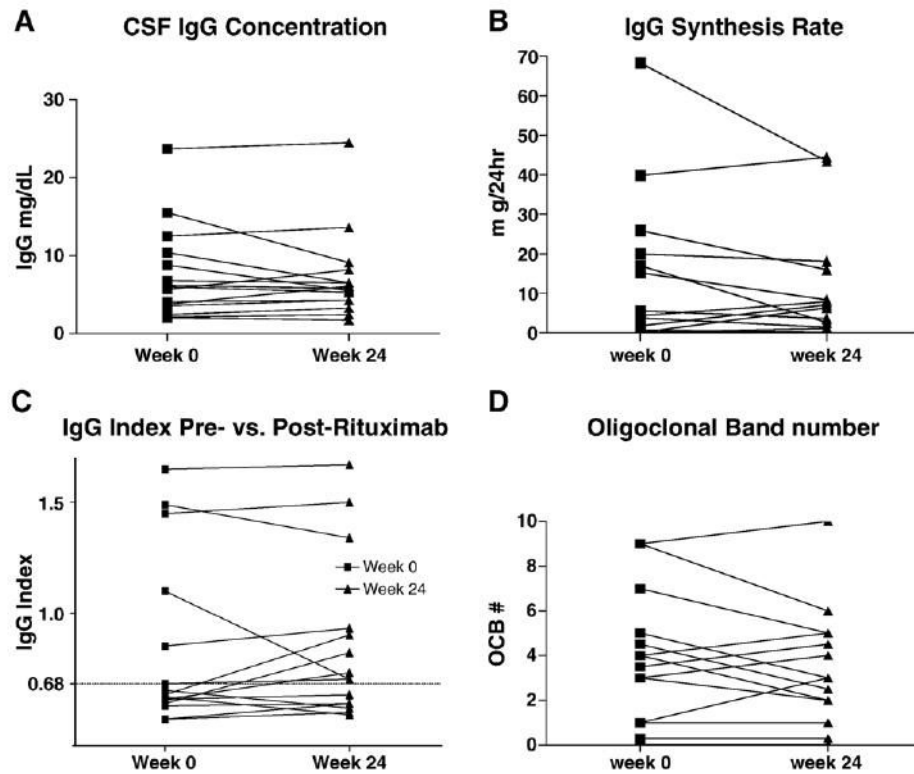 A
CSF IgG Concentration
IgG mg/dL
30
20
10
0
Week 0
Week 24
B
IgG Synthesis Rate
m g/24hr
70
60
50
40
30
20
10
0
week 0
week 24
C
IgG Index Pre- vs. Post-Rituximab
IgG Index
1.5
1.0
0.68
Week 0
Week 24
Week 0
Week 24
D
Oligoclonal Band number
OCB #
10
8
6
4
2
0
week 0
week 24